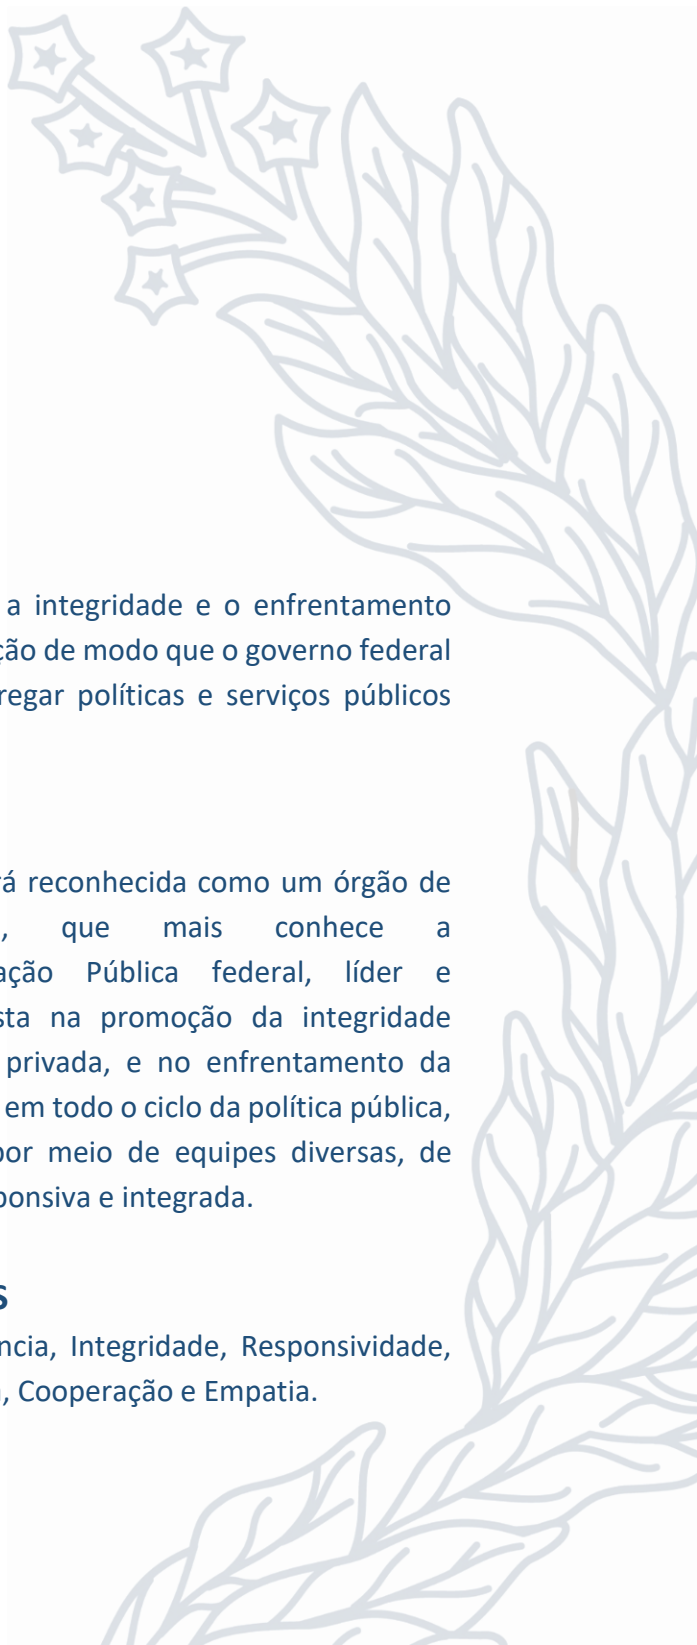 a integridade e o enfrentamento
ção de modo que o governo federal
regar políticas e serviços públicos
rá reconhecida como um órgão de
, que mais conhece a
ação Pública federal, líder e
sta na promoção da integridade
privada, e no enfrentamento da
em todo o ciclo da política pública,
por meio de equipes diversas, de
ponsiva e integrada.
S
ncia, Integridade, Responsividade,
, Cooperação e Empatia.